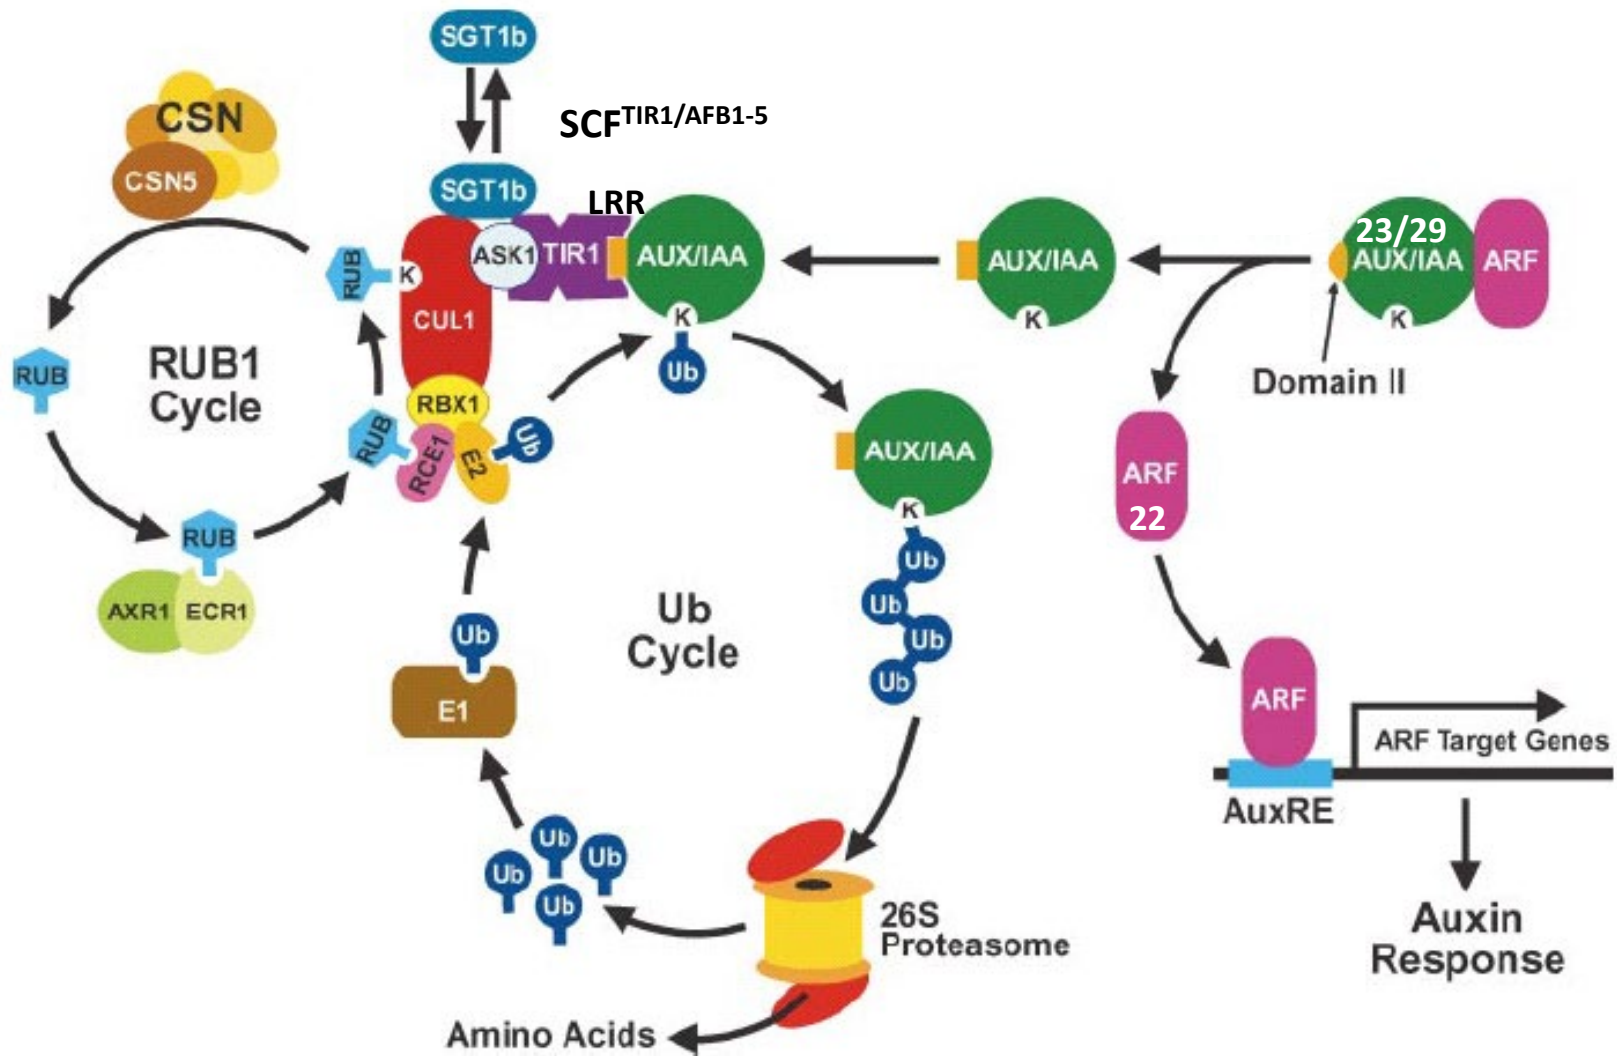 SGT1b
CSN
CSN5
SCF^TIR1/AFB1-5
SGT1b
LRR
ASK1
TIR1
AUX/IAA
K
Ub
AUX/IAA
K
23/29
AUX/IAA
ARF
K
Domain II
RUB
K
CUL1
RUB
RUB1
Cycle
RBX1
RUB
RCE1
E2
Ub
AUX/IAA
K
Ub
Ub
Ub
Ub
ARF
22
RUB
AXR1
ECR1
Ub
Cycle
Ub
E1
ARF
ARF Target Genes
AuxRE
Ub
Ub
Ub
Ub
26S
Proteasome
Auxin
Response
Amino Acids